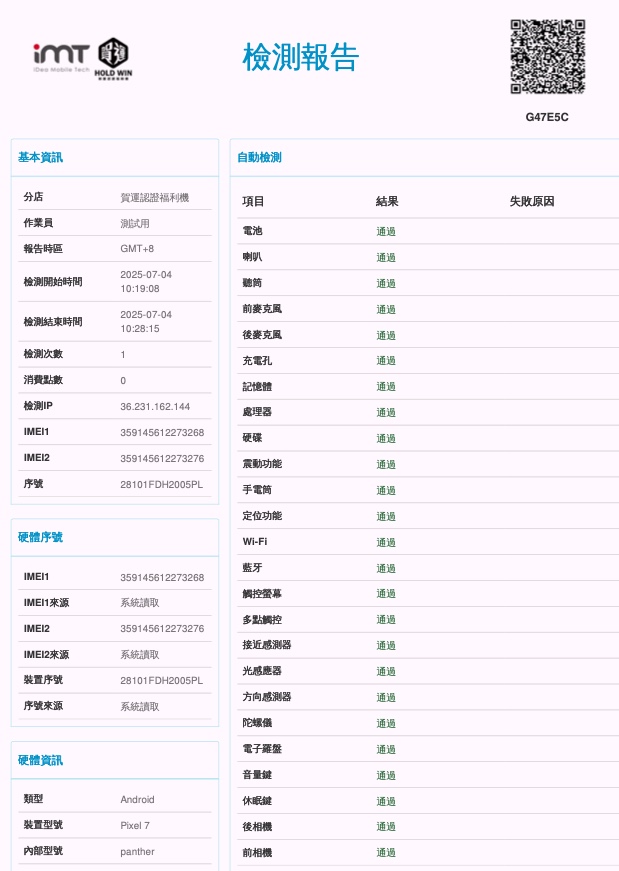 iMT
iDea Mobile Tech
HOLD WIN
檢測報告
G47E5C
基本資訊
分店 賀運認證福利機
作業員 測試用
報告時區 GMT+8
檢測開始時間 2025-07-04
10:19:08
檢測結束時間 2025-07-04
10:28:15
檢測次數 1
消費點數 0
檢測IP 36.231.162.144
IMEI1 359145612273268
IMEI2 359145612273276
序號 28101FDH2005PL
硬體序號
IMEI1 359145612273268
IMEI1來源 系統讀取
IMEI2 359145612273276
IMEI2來源 系統讀取
裝置序號 28101FDH2005PL
序號來源 系統讀取
硬體資訊
類型 Android
裝置型號 Pixel 7
內部型號 panther
自動檢測
項目 結果 失敗原因
電池 通過
喇叭 通過
聽筒 通過
前麥克風 通過
後麥克風 通過
充電孔 通過
記憶體 通過
處理器 通過
硬碟 通過
震動功能 通過
手電筒 通過
定位功能 通過
Wi-Fi 通過
藍牙 通過
觸控螢幕 通過
多點觸控 通過
接近感測器 通過
光感應器 通過
方向感測器 通過
陀螺儀 通過
電子羅盤 通過
音量鍵 通過
休眠鍵 通過
後相機 通過
前相機 通過